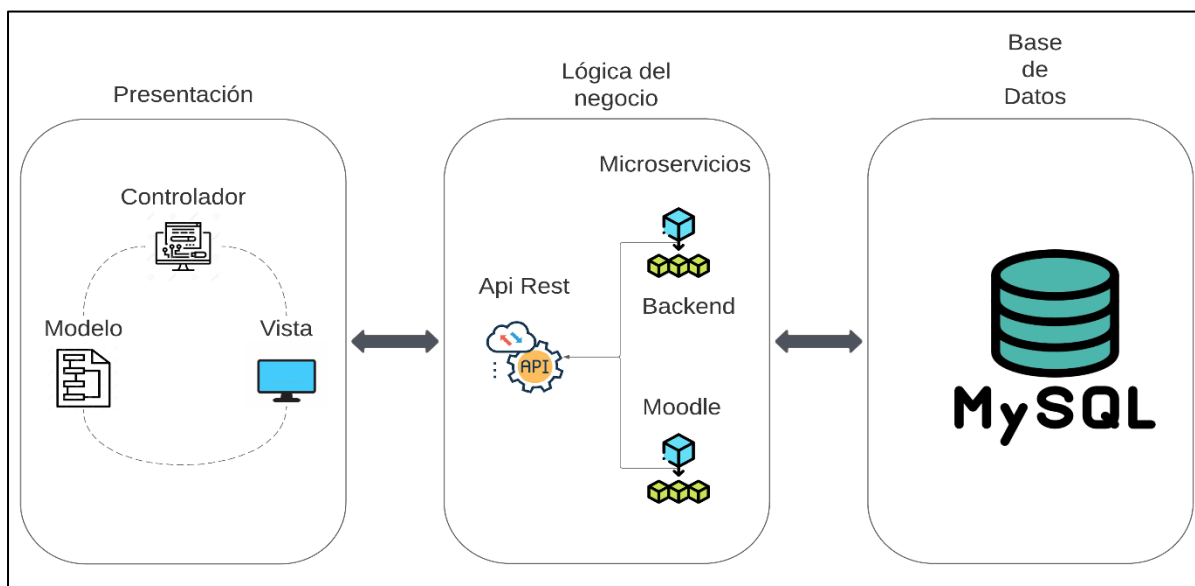 Presentación
Controlador
Modelo
Vista
Lógica del
negocio
Microservicios
Api Rest
API
Backend
Moodle
Base
de
Datos
MySQL